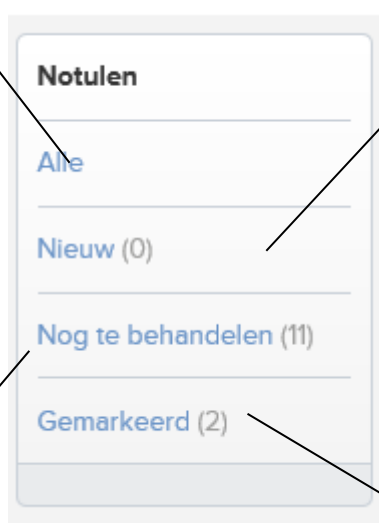 Notulen
Alle
Nieuw (0)
Nog te behandelen (11)
Gemarkeerd (2)